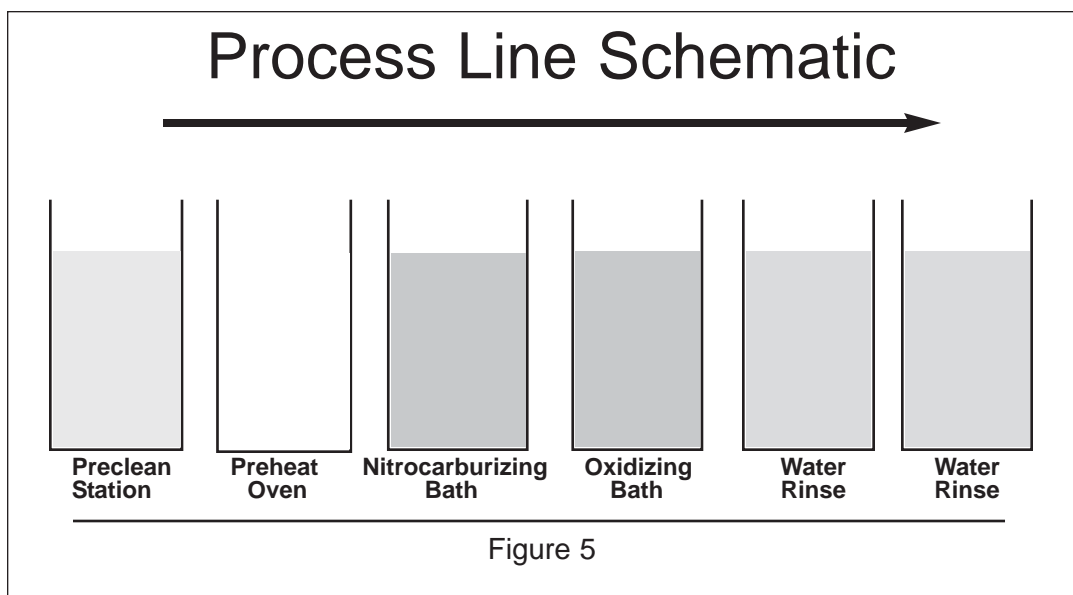 Process Line Schematic
Preclean
Station
Preheat
Oven
Nitrocarburizing
Bath
Oxidizing
Bath
Water
Rinse
Water
Rinse
Figure 5